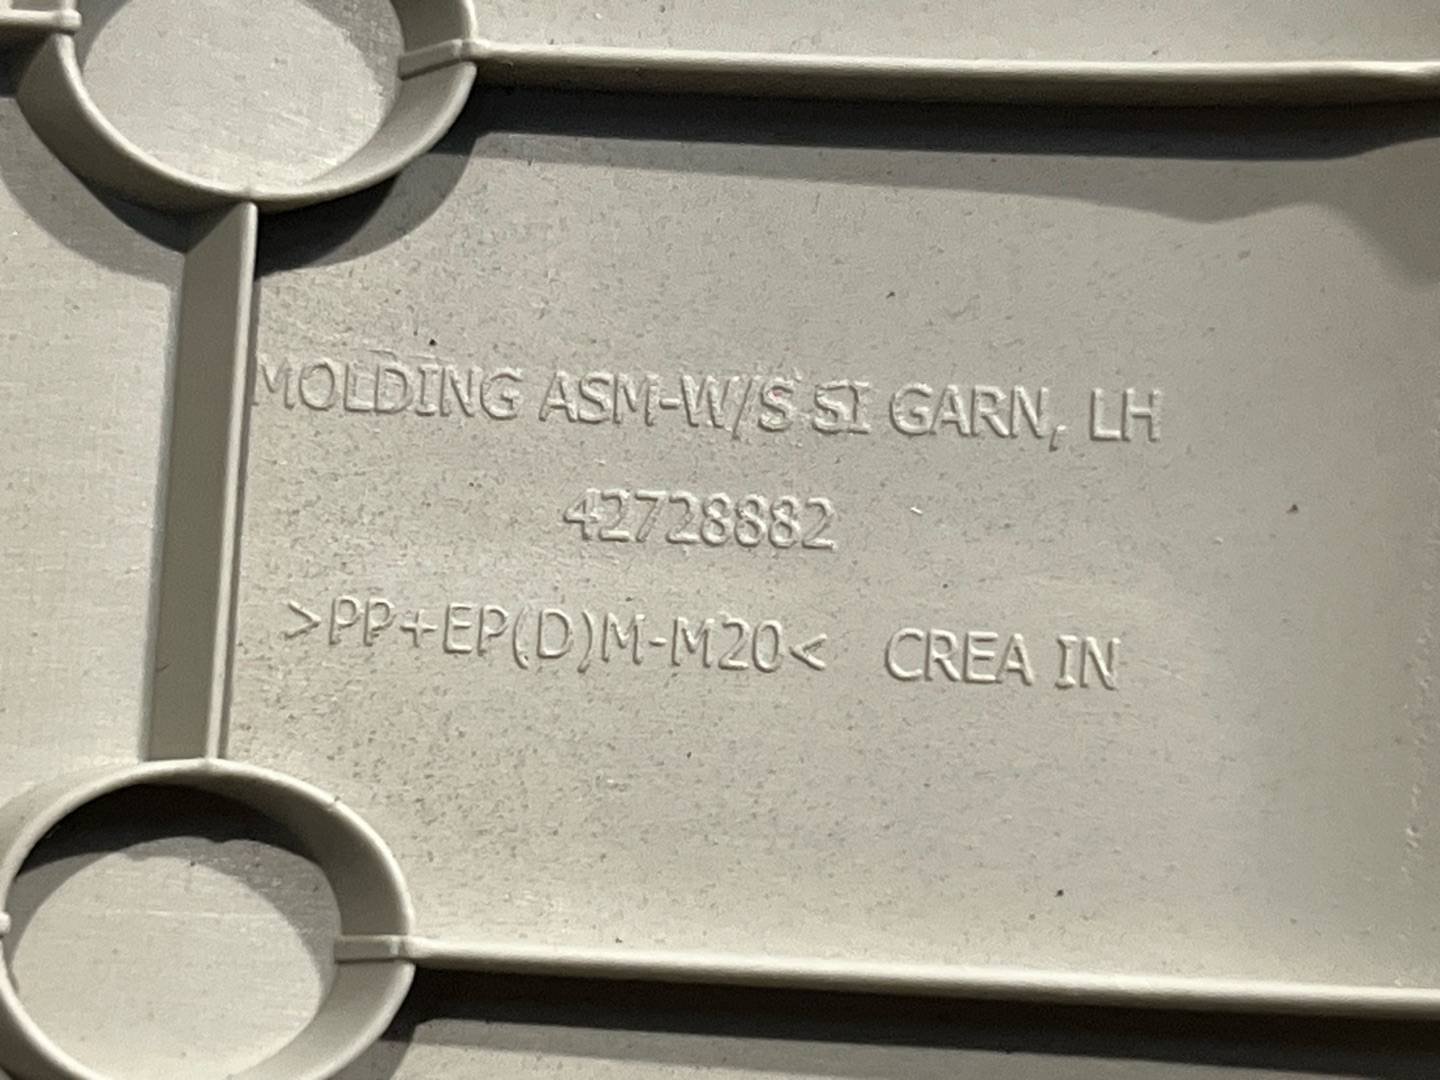 MOLDING ASM-W/S SI GARN, LH
42728882
>PP+EP(D)M-M20< CREA IN